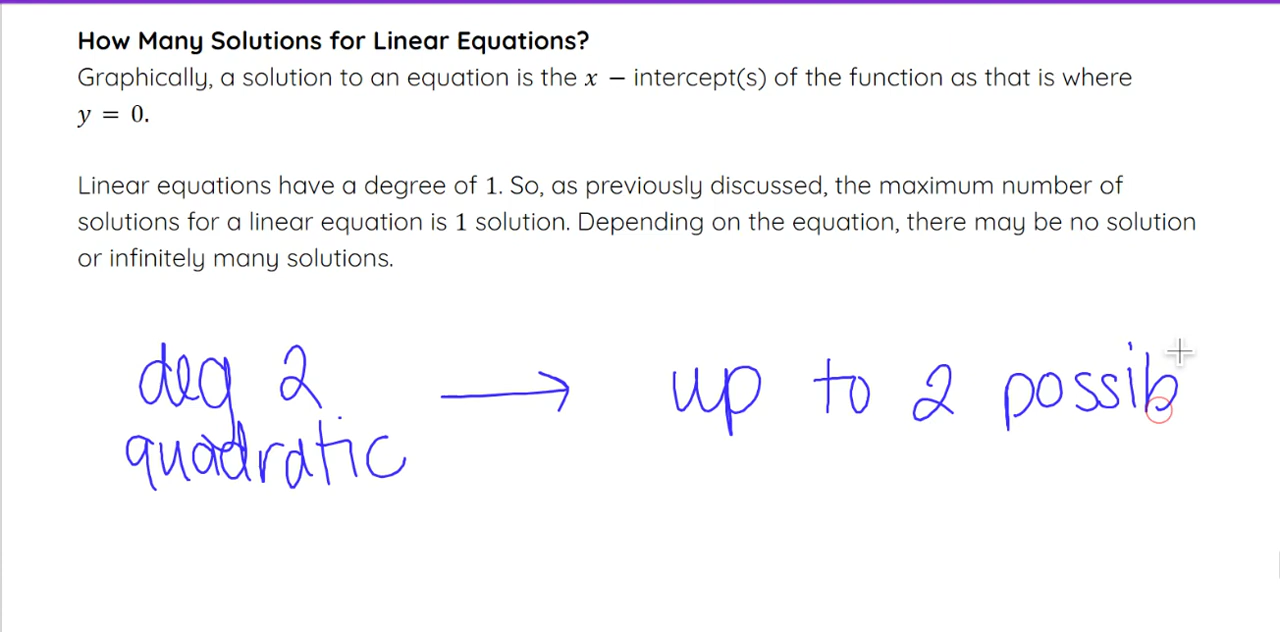 How Many Solutions for Linear Equations?
Graphically, a solution to an equation is the x – intercept(s) of the function as that is where
y = 0.
Linear equations have a degree of 1. So, as previously discussed, the maximum number of
solutions for a linear equation is 1 solution. Depending on the equation, there may be no solution
or infinitely many solutions.
deg 2 → up to 2 possib
quadratic